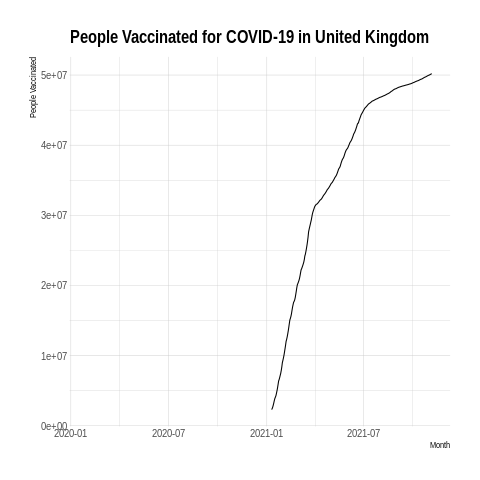 People Vaccinated for COVID-19 in United Kingdom
People Vaccinated
5e+07
4e+07
3e+07
2e+07
1e+07
0e+00
2020-01 2020-07 2021-01 2021-07
Month